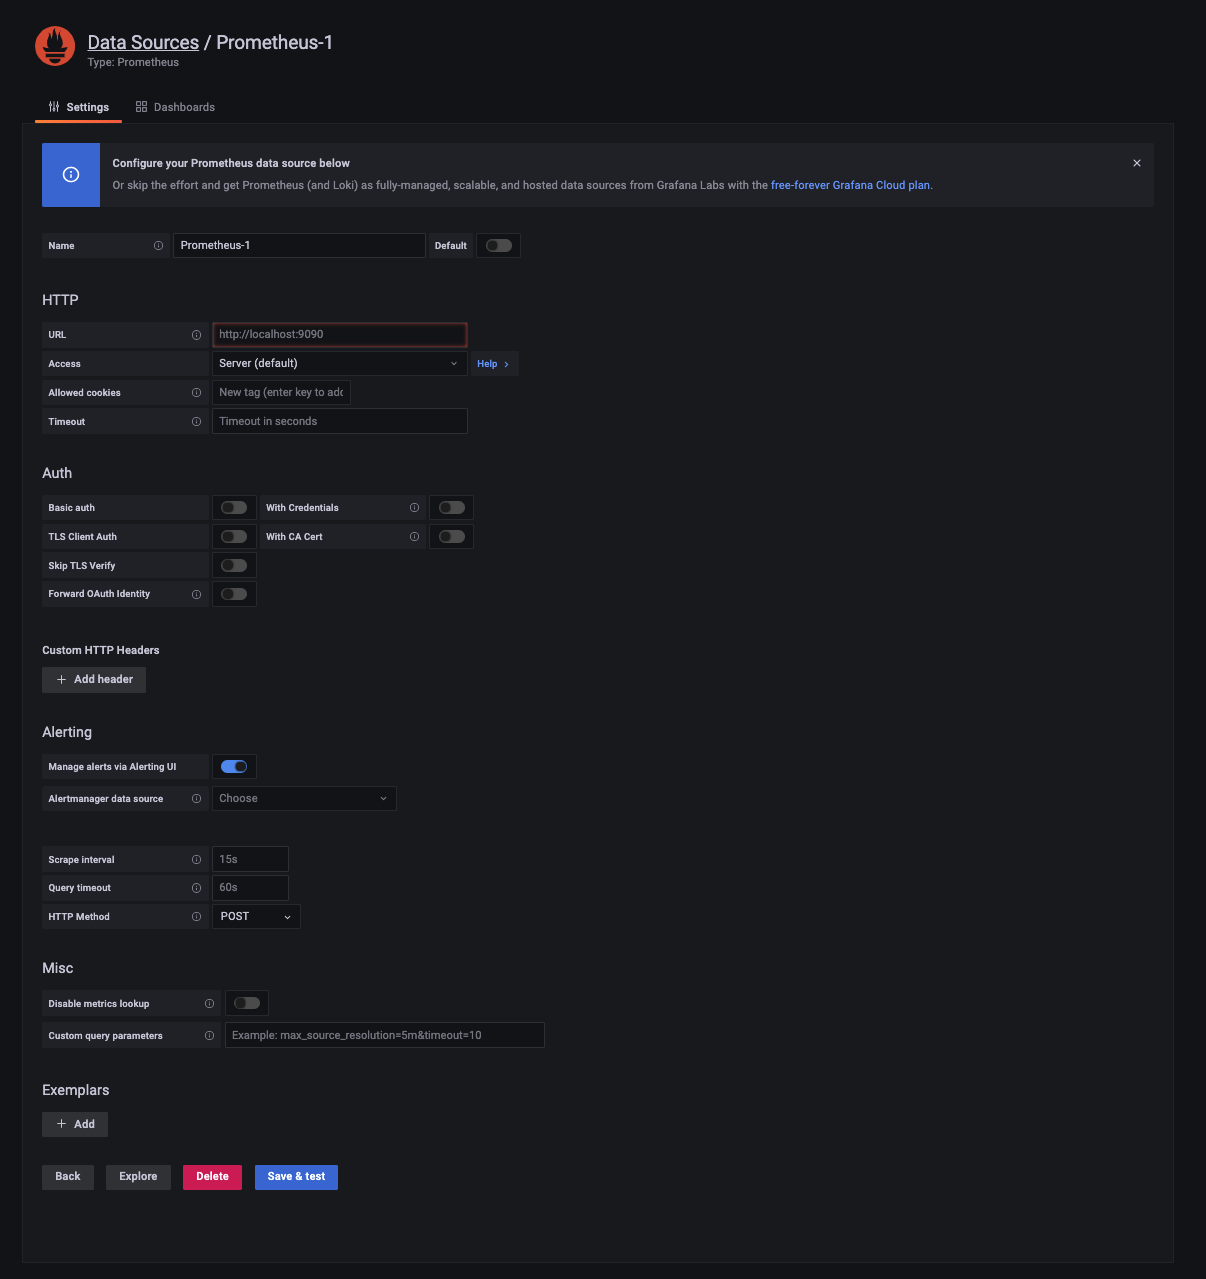 Data Sources / Prometheus-1
Type: Prometheus
Settings
Dashboards
Configure your Prometheus data source below
Or skip the effort and get Prometheus (and Loki) as fully-managed, scalable, and hosted data sources from Grafana Labs with the free-forever Grafana Cloud plan.
Name
Prometheus-1
Default
HTTP
URL
http://localhost:9090
Access
Server (default)
Help
Allowed cookies
New tag (enter key to add
Timeout
Timeout in seconds
Auth
Basic auth
With Credentials
TLS Client Auth
With CA Cert
Skip TLS Verify
Forward OAuth Identity
Custom HTTP Headers
Add header
Alerting
Manage alerts via Alerting UI
Alertmanager data source
Choose
Scrape interval
15s
Query timeout
60s
HTTP Method
POST
Misc
Disable metrics lookup
Custom query parameters
Example: max_source_resolution=5m&timeout=10
Exemplars
Add
Back
Explore
Delete
Save & test